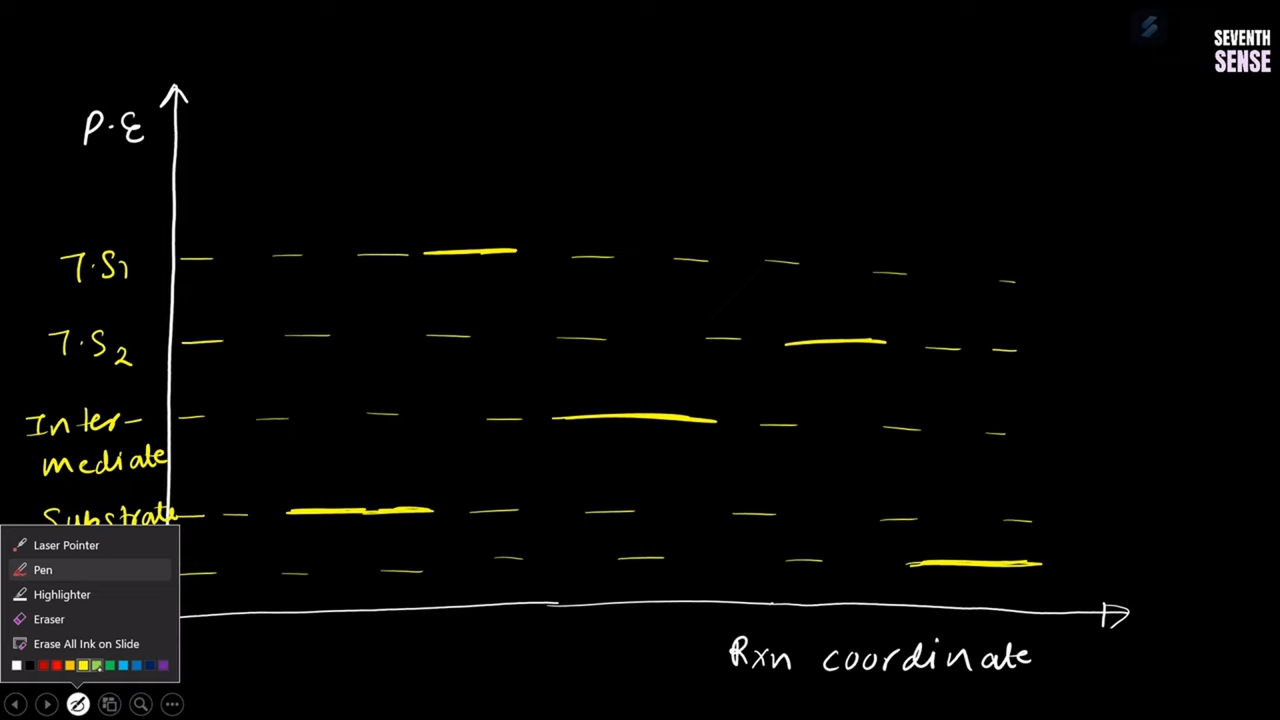 SEVENTH
SENSE
P.E
T.S1
T.S2
Inter-
mediate
Substrate
Laser Pointer
Pen
Highlighter
Eraser
Erase All Ink on Slide
Rxn coordinate